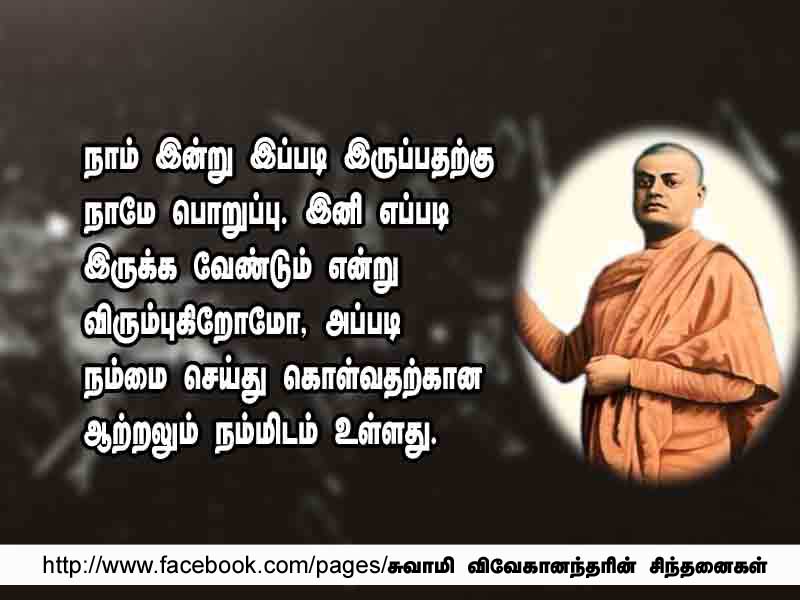 நாம் இன்று இப்படி இருப்பதற்கு
நாமே பொறுப்பு. இனி எப்படி
இருக்க வேண்டும் என்று
விரும்புகிறோமோ, அப்படி
நம்மை செய்து கொள்வதற்கான
ஆற்றலும் நம்மிடம் உள்ளது.
http://www.facebook.com/pages/சுவாமி விவேகானந்தரின் சிந்தனைகள்